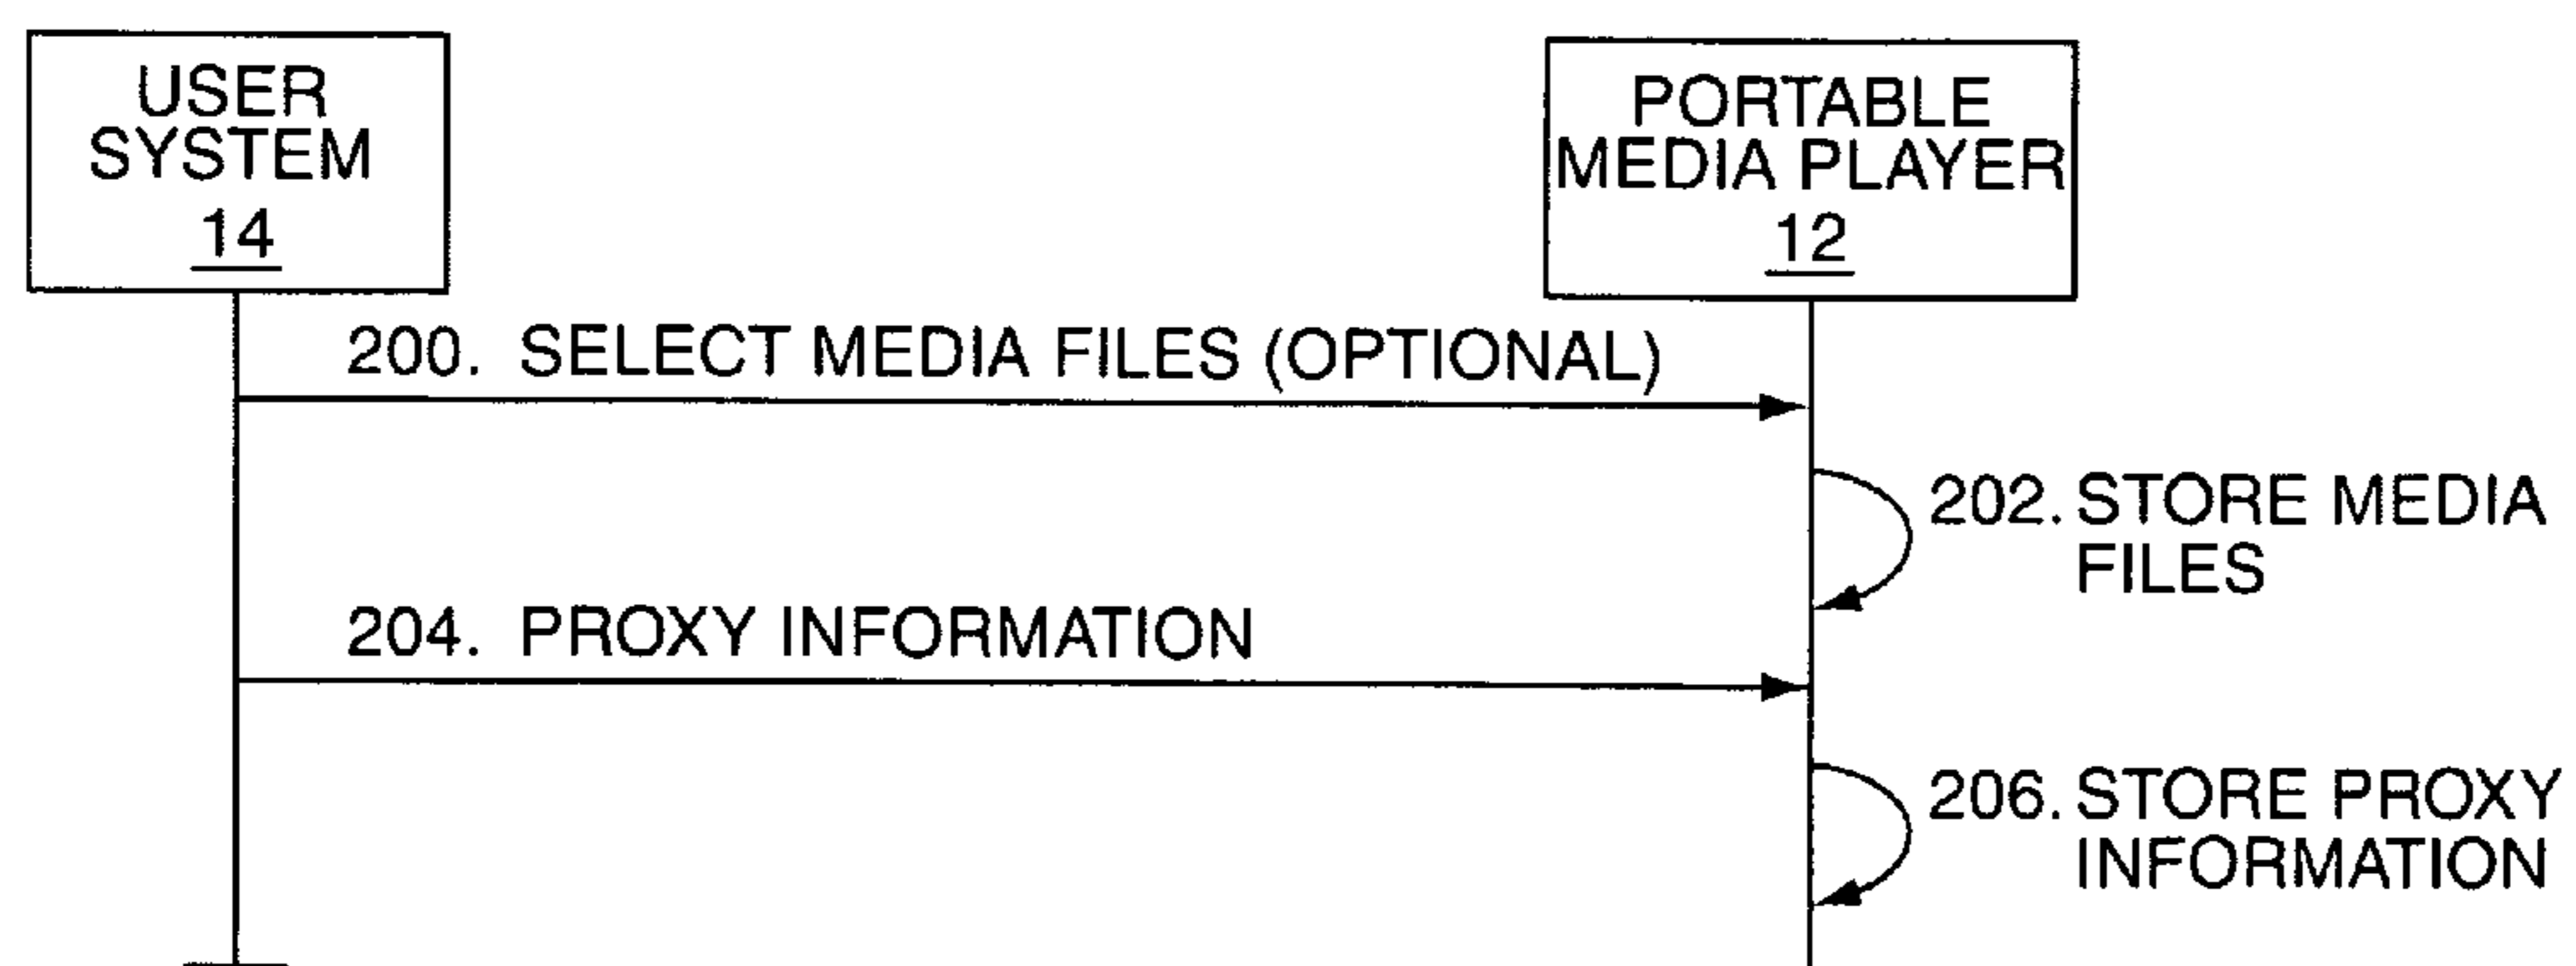 USER
SYSTEM
14
PORTABLE
MEDIA PLAYER
12
200. SELECT MEDIA FILES (OPTIONAL)
202. STORE MEDIA
FILES
204. PROXY INFORMATION
206. STORE PROXY
INFORMATION